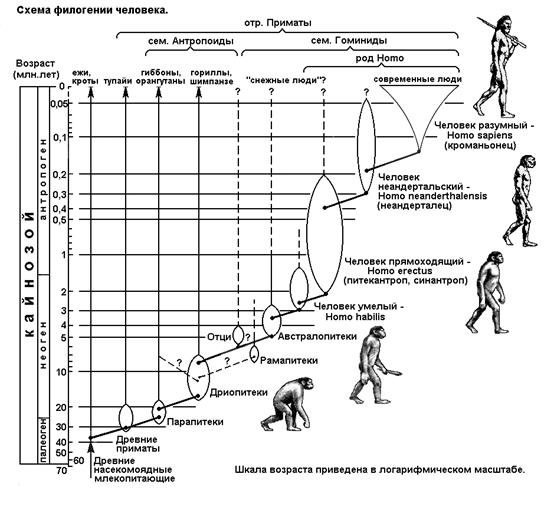 Схема филогении человека.
отр. Приматы
сем. Антропоиды
сем. Гоминиды
род Homo
Возраст
(млн.лет)
ежи,
кроты
тупайи
гиббоны,
орангутаны
гориллы,
шимпанзе
"снежные люди"?
современные люди
? ? ? ?
0
0,05
0,1
0,2
0,3
0,4
0,5
1
2
3
4
5
10
20
30
40
50
60
70
кайнозой
антропоген
неоген
палеоген
Человек разумный -
Homo sapiens
(кроманьонец)
Человек
неандертальский -
Homo neanderthalensis
(неандерталец)
Человек прямоходящий -
Homo erectus
(питекантроп, синантроп)
Человек умелый -
Homo habilis
Отци
?
Австралопитеки
Рамапитеки
? ?
Дриопитеки
Парапитеки
Древние
приматы
Древние
насекомоядные
млекопитающие
Шкала возраста приведена в логарифмическом масштабе.